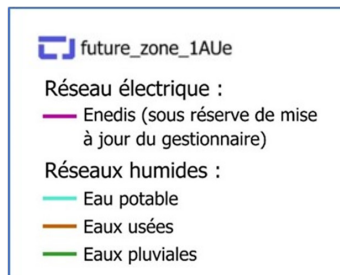 future_zone_1AUe
Réseau électrique :
Enedis (sous réserve de mise
à jour du gestionnaire)
Réseaux humides :
Eau potable
Eaux usées
Eaux pluviales